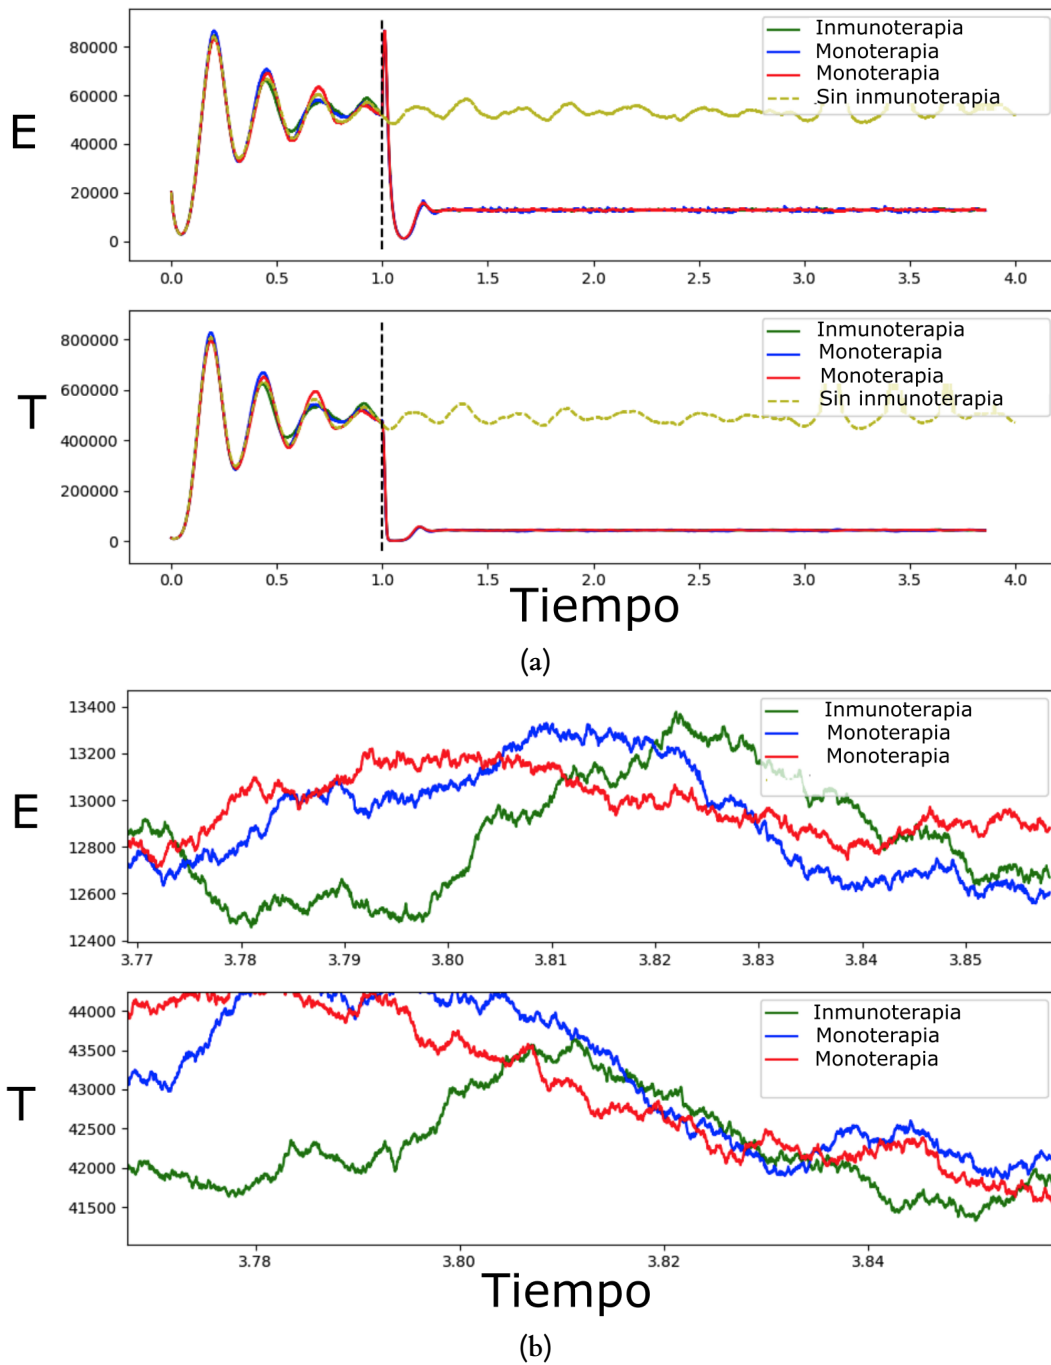 E
80000
60000
40000
20000
0
Inmunoterapia
Monoterapia
Monoterapia
Sin inmunoterapia
0.0 0.5 1.0 1.5 2.0 2.5 3.0 3.5 4.0
T
800000
600000
400000
200000
0
Inmunoterapia
Monoterapia
Monoterapia
Sin inmunoterapia
0.0 0.5 1.0 1.5 2.0 2.5 3.0 3.5 4.0
Tiempo
(a)
E
13400
13200
13000
12800
12600
12400
Inmunoterapia
Monoterapia
Monoterapia
3.77 3.78 3.79 3.80 3.81 3.82 3.83 3.84 3.85
T
44000
43500
43000
42500
42000
41500
Inmunoterapia
Monoterapia
Monoterapia
3.78 3.80 3.82 3.84
Tiempo
(b)